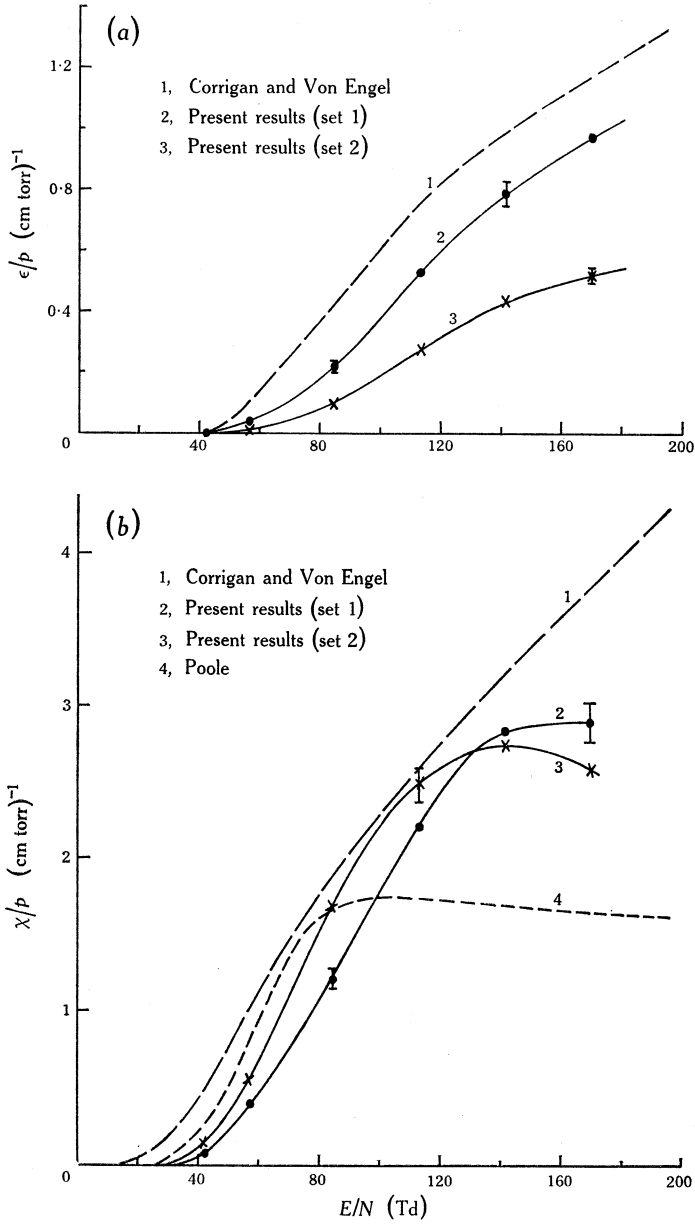 (a)
1·2
1, Corrigan and Von Engel
2, Present results (set 1)
3, Present results (set 2)
1
0·8
2
ϵ/p (cm torr)⁻¹
0·4
3
0 40 80 120 160 200
(b)
4
1, Corrigan and Von Engel
2, Present results (set 1)
3, Present results (set 2)
4, Poole
1
3
2
3
χ/p (cm torr)⁻¹
2
4
1
0 40 80 120 160 200
E/N (Td)